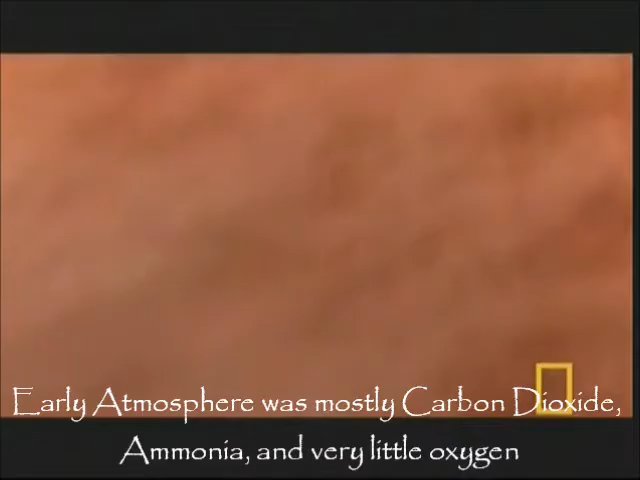 Early Atmosphere was mostly Carbon Dioxide,
Ammonia, and very little oxygen